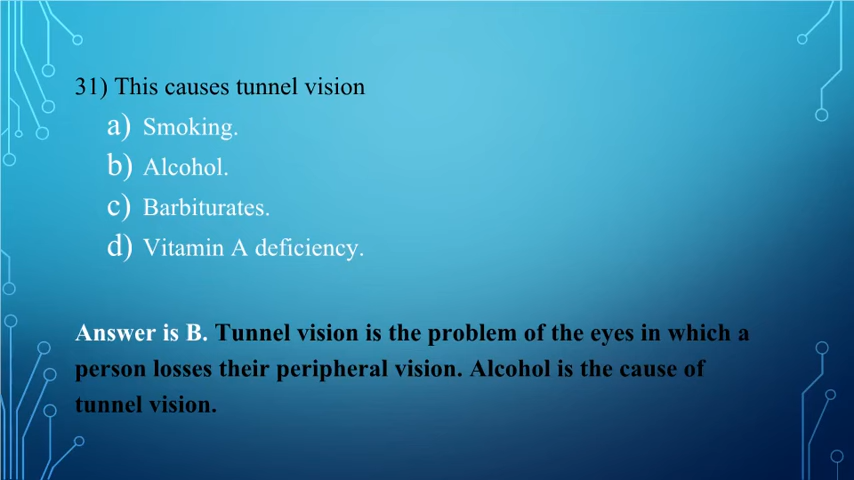 31) This causes tunnel vision
a) Smoking.
b) Alcohol.
c) Barbiturates.
d) Vitamin A deficiency.
Answer is B. Tunnel vision is the problem of the eyes in which a
person losses their peripheral vision. Alcohol is the cause of
tunnel vision.